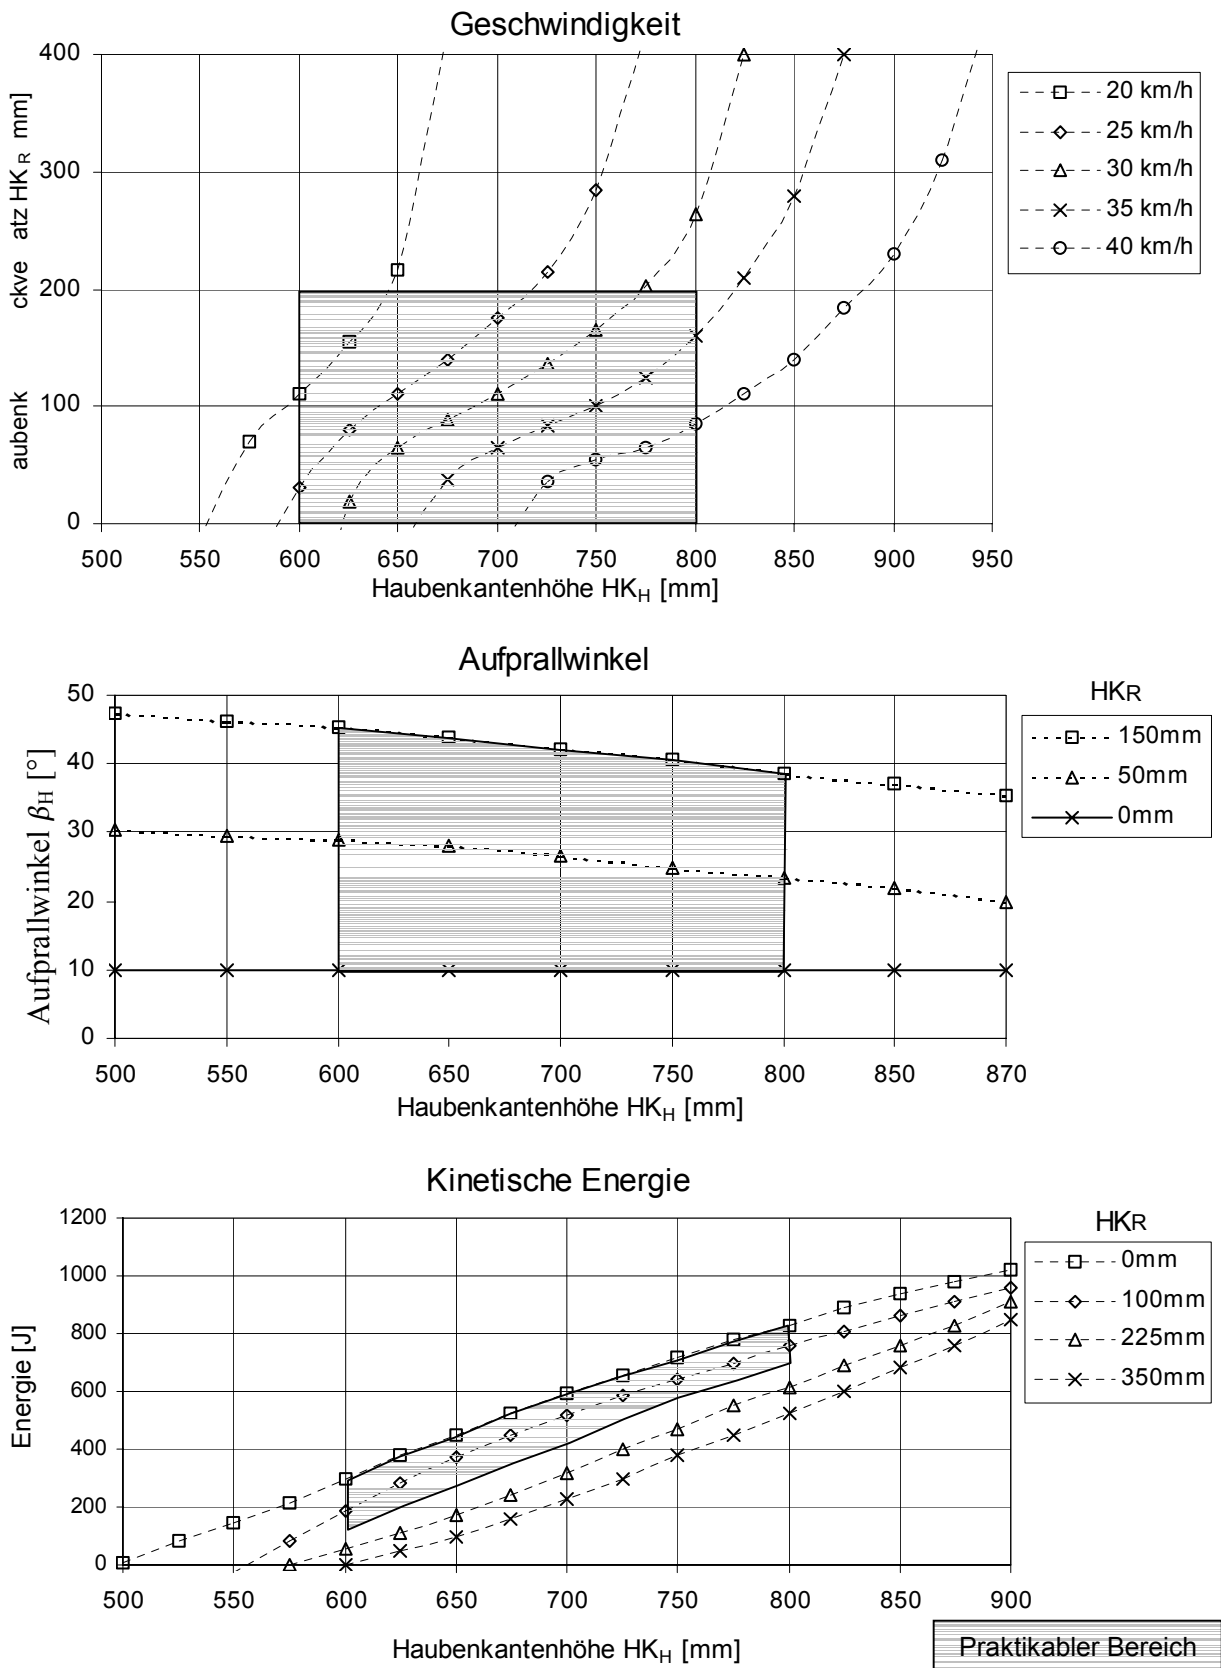 Geschwindigkeit
400
300
200
100
0
aubenk ckve atz HK R mm
500 550 600 650 700 750 800 850 900 950
Haubenkantenhöhe HKH [mm]
20 km/h
25 km/h
30 km/h
35 km/h
40 km/h
Aufprallwinkel
50
40
30
20
10
0
Aufprallwinkel βH [°]
500 550 600 650 700 750 800 850 870
Haubenkantenhöhe HKH [mm]
HKR
150mm
50mm
0mm
Kinetische Energie
1200
1000
800
600
400
200
0
Energie [J]
500 550 600 650 700 750 800 850 900
Haubenkantenhöhe HKH [mm]
HKR
0mm
100mm
225mm
350mm
Praktikabler Bereich